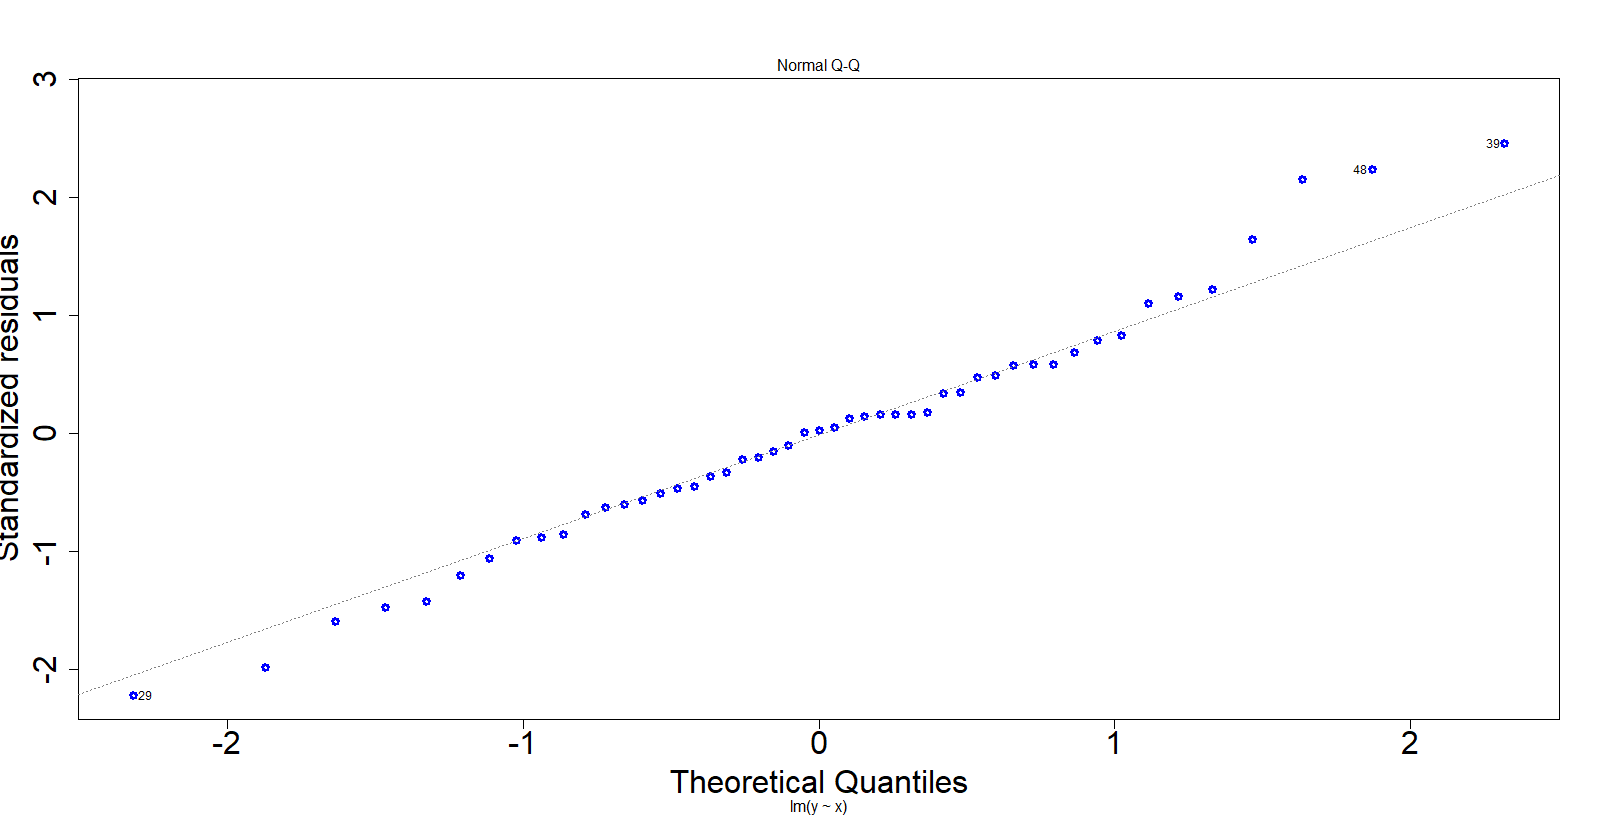 Normal Q-Q
3
2
1
0
-1
-2
Standardized residuals
39
48
29
-2 -1 0 1 2
Theoretical Quantiles
lm(y ~ x)